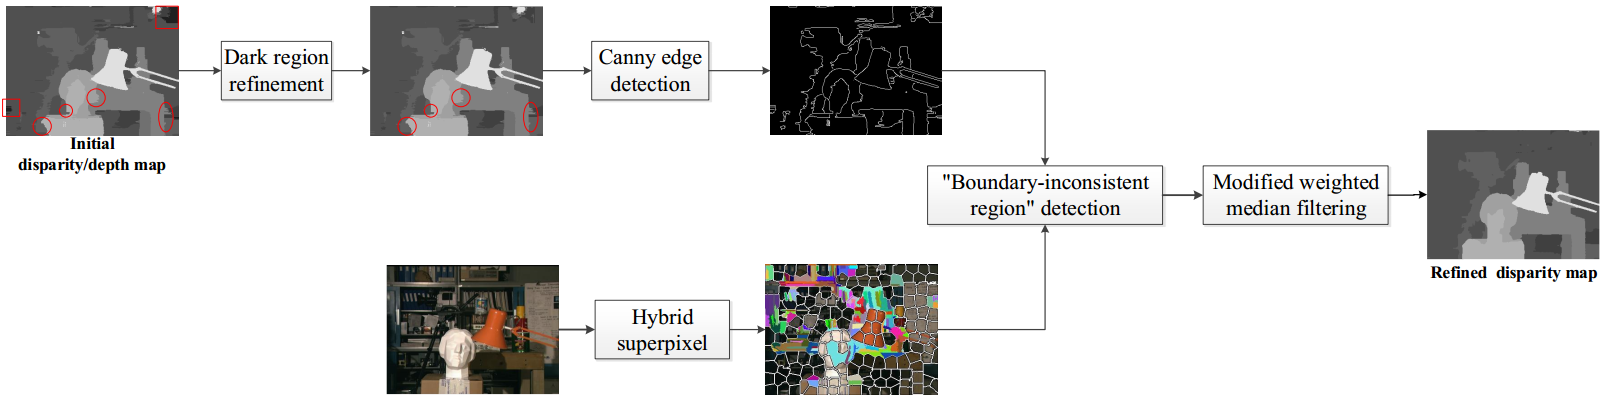 Initial
disparity/depth map
Dark region
refinement
Canny edge
detection
"Boundary-inconsistent
region" detection
Modified weighted
median filtering
Refined disparity map
Hybrid
superpixel